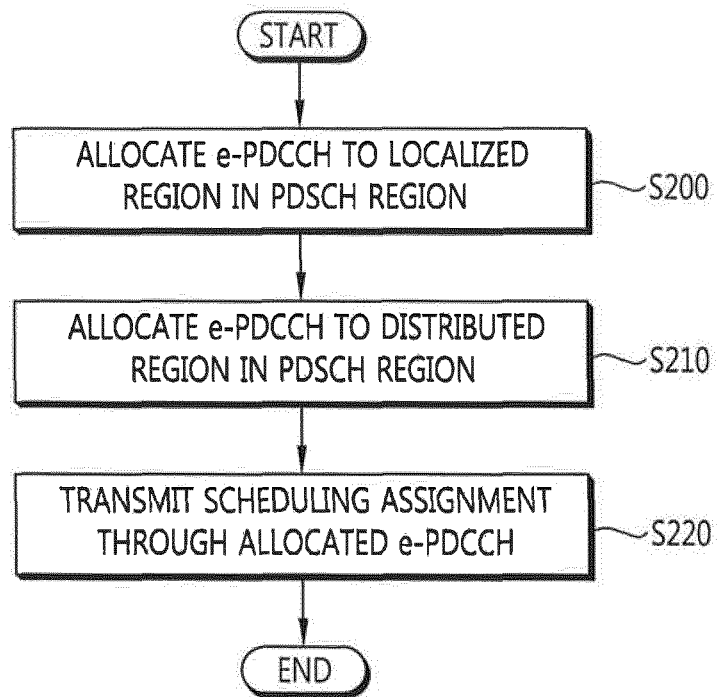 START
ALLOCATE e-PDCCH TO LOCALIZED
REGION IN PDSCH REGION
S200
ALLOCATE e-PDCCH TO DISTRIBUTED
REGION IN PDSCH REGION
S210
TRANSMIT SCHEDULING ASSIGNMENT
THROUGH ALLOCATED e-PDCCH
S220
END